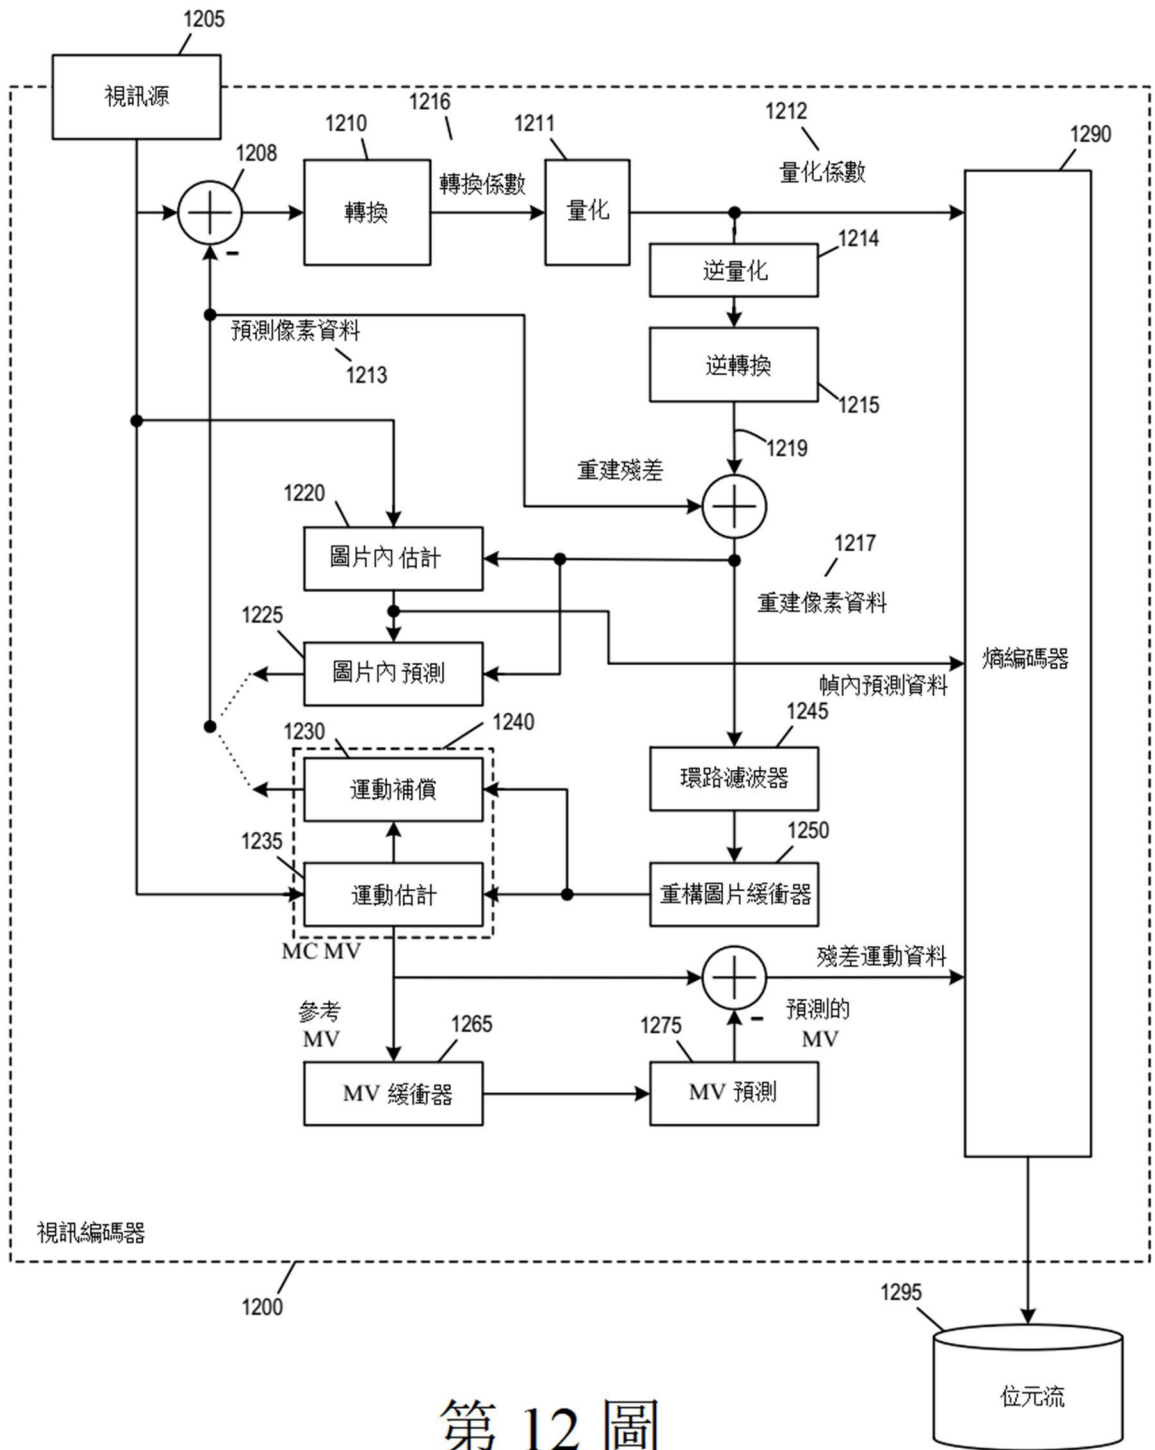 1205
視訊源
1208
1210
轉換
1216
轉換係數
1211
量化
1212
量化係數
1290
1214
逆量化
預測像素資料
1213
逆轉換
1215
1219
重建殘差
1220
圖片內 估計
1217
重建像素資料
1225
圖片內 預測
熵編碼器
幀內預測資料
1230
1240
運動補償
1245
環路濾波器
1235
運動估計
1250
重構圖片緩衝器
MC MV
殘差運動資料
參考
MV
預測的
MV
1265
MV 緩衝器
1275
MV 預測
-
-
視訊編碼器
1200
1295
位元流
第 12 圖